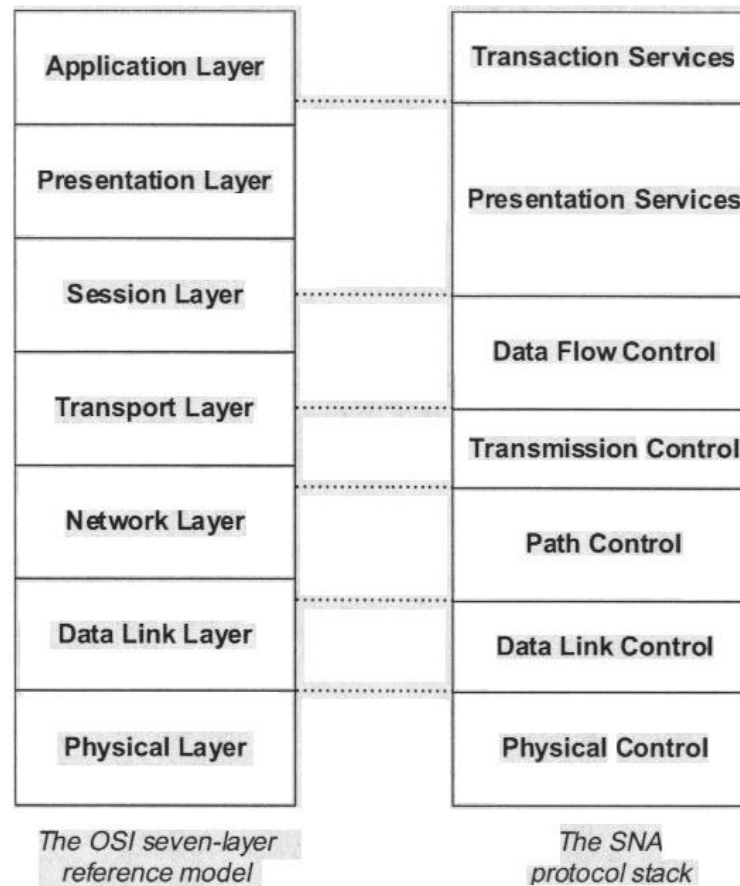 Application Layer
Presentation Layer
Session Layer
Transport Layer
Network Layer
Data Link Layer
Physical Layer
The OSI seven-layer
reference model
Transaction Services
Presentation Services
Data Flow Control
Transmission Control
Path Control
Data Link Control
Physical Control
The SNA
protocol stack